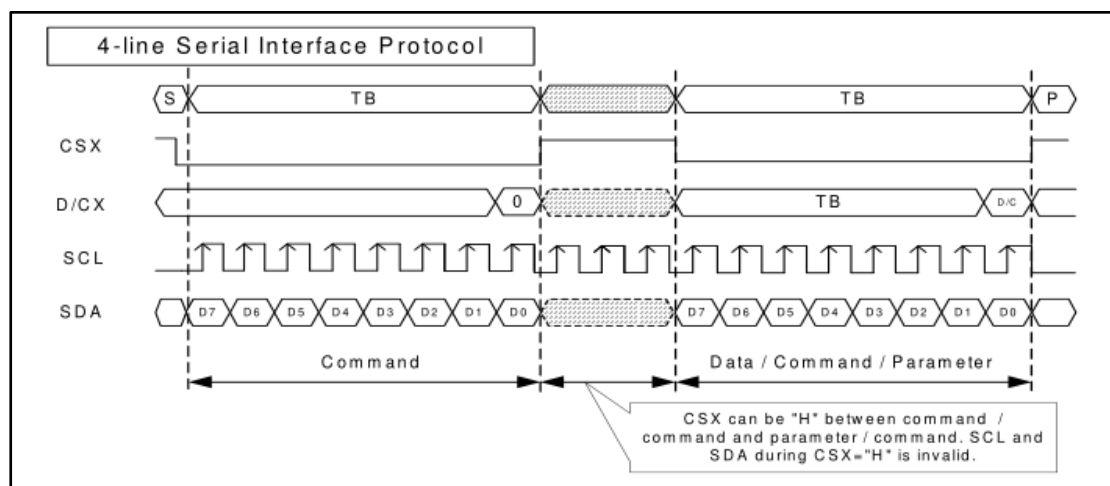 4-line Serial Interface Protocol
S TB TB P
CSX
D/CX 0 TB D/C
SCL
SDA D7 D6 D5 D4 D3 D2 D1 D0 D7 D6 D5 D4 D3 D2 D1 D0
Command Data / Command / Parameter
CSX can be "H" between command /
command and parameter / command. SCL and
SDA during CSX="H" is invalid.